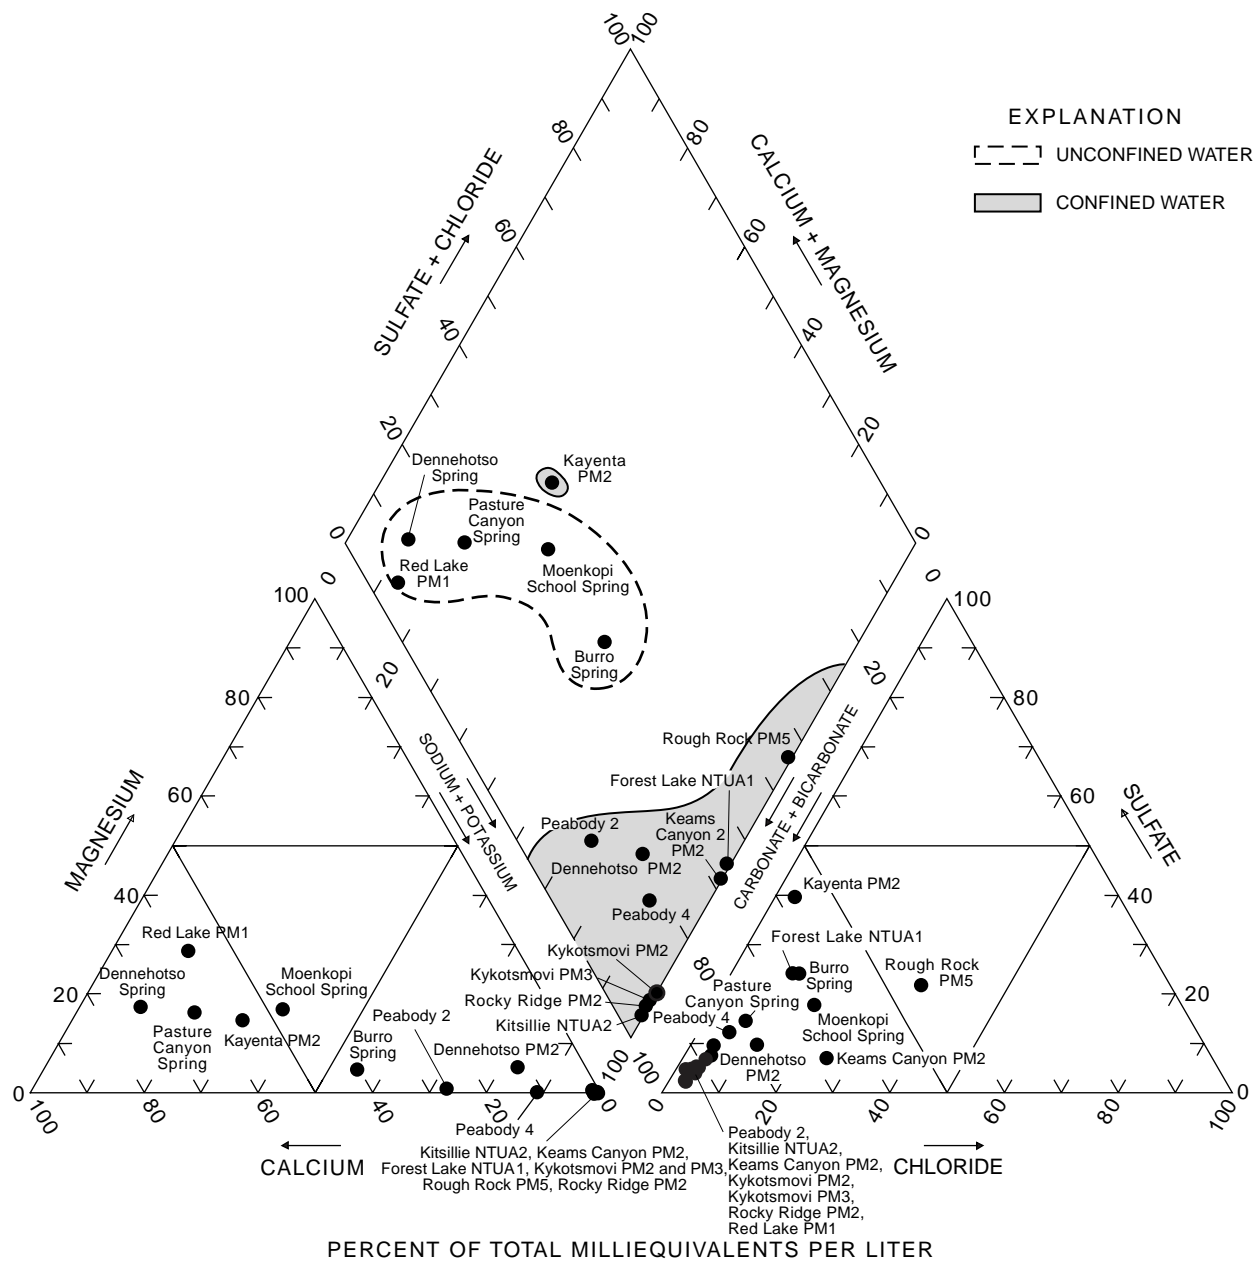 100
100
EXPLANATION
UNCONFINED WATER
CONFINED WATER
SULFATE + CHLORIDE
CALCIUM + MAGNESIUM
80
80
60
60
40
40
20
20
0
0
Dennehotso
Spring
Kayenta
PM2
Pasture
Canyon
Spring
Red Lake
PM1
Moenkopi
School Spring
Burro
Spring
Rough Rock PM5
Forest Lake NTUA1
Peabody 2
Keams
Canyon 2
PM2
Dennehotso PM2
Peabody 4
Kykotsmovi PM2
Kykotsmovi PM3
Rocky Ridge PM2
Kitsillie NTUA2
SODIUM + POTASSIUM
CARBONATE + BICARBONATE
0
20
100
0
20
80
100
MAGNESIUM
100
80
60
40
20
0
Red Lake PM1
Dennehotso
Spring
Pasture
Canyon
Spring
Kayenta PM2
Moenkopi
School Spring
Peabody 2
Burro
Spring
Dennehotso PM2
Peabody 4
100
80
60
40
20
0
CALCIUM
Kitsillie NTUA2, Keams Canyon PM2,
Forest Lake NTUA1, Kykotsmovi PM2 and PM3,
Rough Rock PM5, Rocky Ridge PM2
SULFATE
100
80
60
40
20
0
Kayenta PM2
Forest Lake NTUA1
Burro
Spring
Rough Rock
PM5
Pasture
Canyon Spring
Peabody 4
Moenkopi
School Spring
Dennehotso
PM2
Keams Canyon PM2
0
20
40
60
80
100
CHLORIDE
Peabody 2,
Kitsillie NTUA2,
Keams Canyon PM2,
Kykotsmovi PM2,
Kykotsmovi PM3,
Rocky Ridge PM2,
Red Lake PM1
PERCENT OF TOTAL MILLIEQUIVALENTS PER LITER